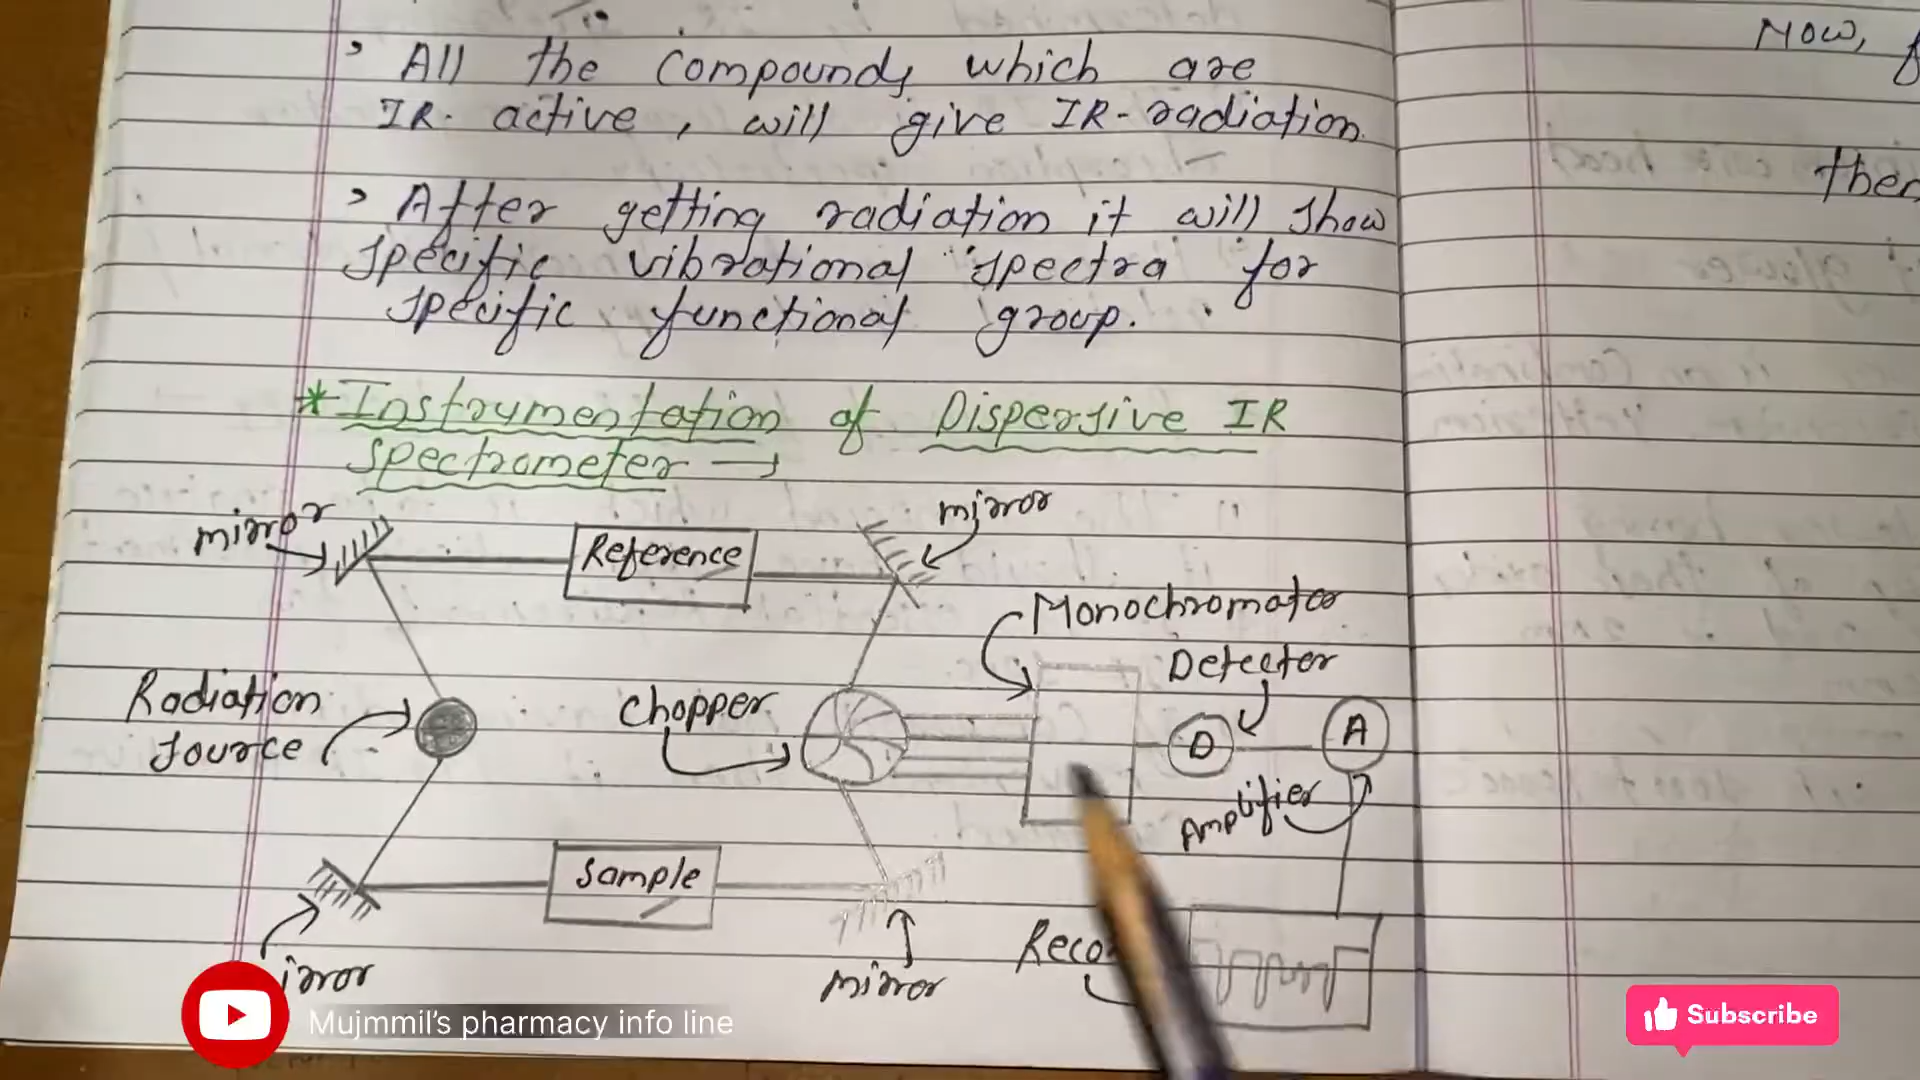 All the compounds which are
IR- active, will give IR-radiation.
After getting radiation it will show
specific vibrational spectra for
specific functional group.
*Instrumentation of Dispersive IR
spectrometer →
mirror
Reference
mirror
Monochromator
Detector
Radiation
source
Chopper
D
A
Amplifier
Sample
mirror
Now,
glower
Mujmmil's pharmacy info line
Subscribe